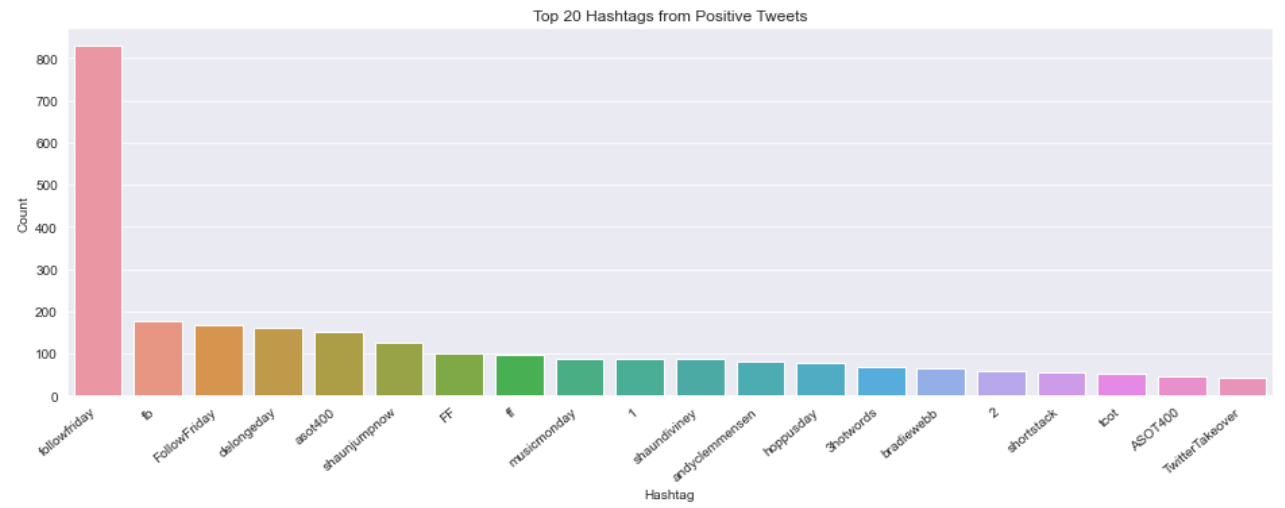 Top 20 Hashtags from Positive Tweets
Count
800
700
600
500
400
300
200
100
0
followfriday
fb
FollowFriday
delongeday
asot400
shaunjumpnow
FF
ff
musicmonday
1
shaundiviney
andyclemmensen
hoppusday
3hotwords
bradiewebb
2
shortstack
tcot
ASOT400
TwitterTakeover
Hashtag